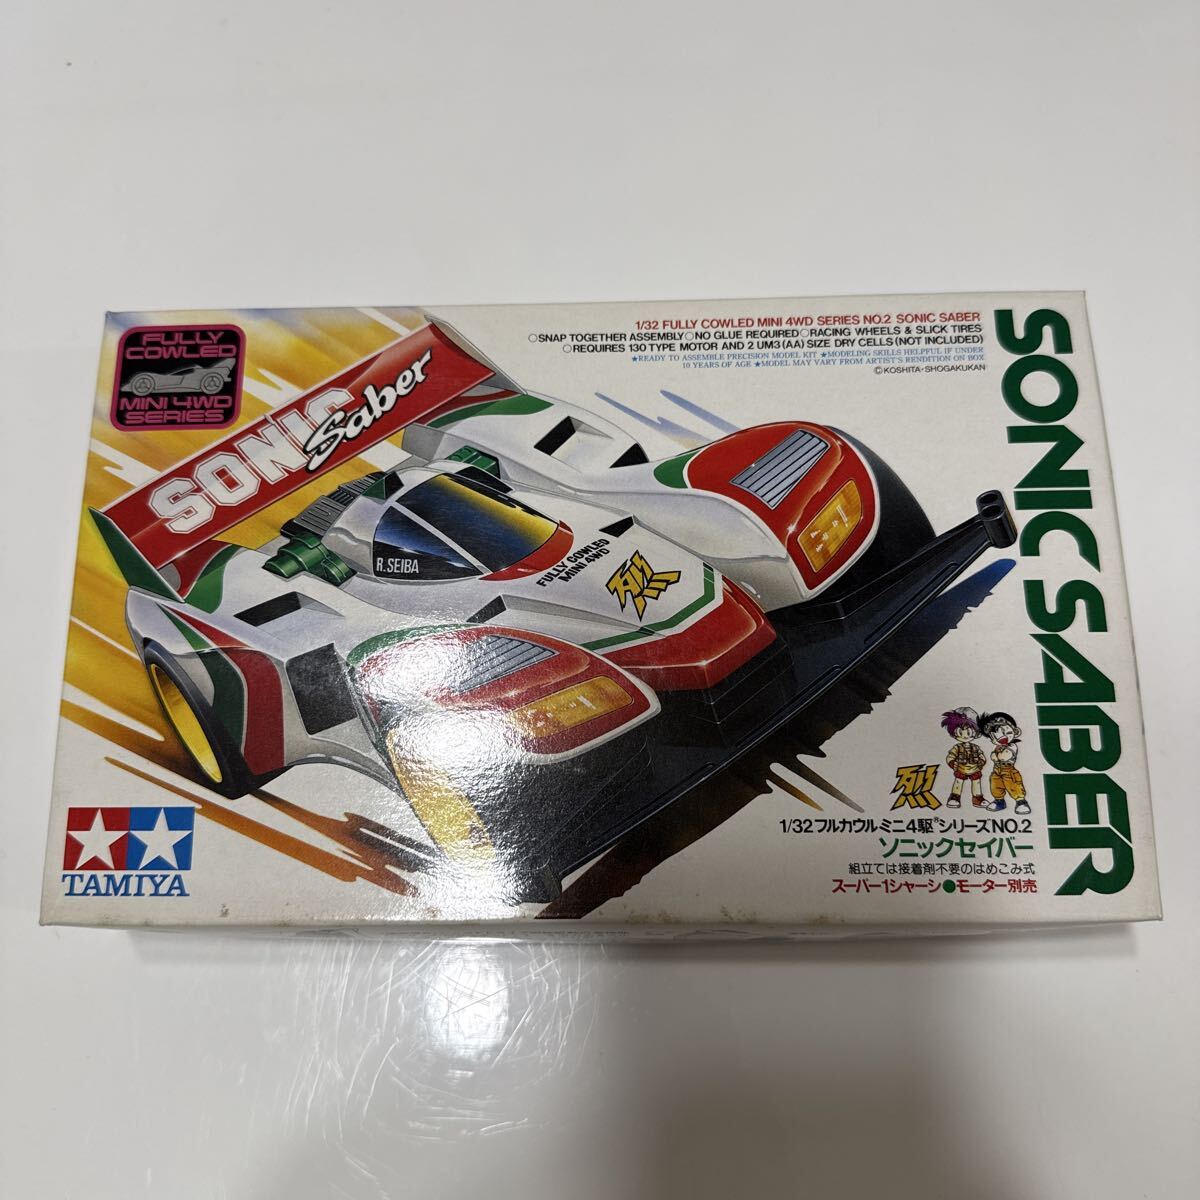 FULLY
COWLED
MINI 4WD
SERIES
1/32 FULLY COWLED MINI 4WD SERIES NO.2 SONIC SABER
○SNAP TOGETHER ASSEMBLY○NO GLUE REQUIRED○RACING WHEELS & SLICK TIRES
○REQUIRES 130 TYPE MOTOR AND 2 UM3 (AA) SIZE DRY CELLS (NOT INCLUDED)
★READY TO ASSEMBLE PRECISION MODEL KIT ★MODELING SKILLS HELPFUL IF UNDER
10 YEARS OF AGE ★MODEL MAY VARY FROM ARTIST'S RENDITION ON BOX
©KOSHITA・SHOGAKUKAN
SONIC SABER
SONIC
Saber
R.SEIBA
FULLY COWLED
MINI 4WD
烈
烈
1/32フルカウルミニ4駆®シリーズNO.2
ソニックセイバー
組立ては接着剤不要のはめこみ式
スーパー1シャーシ●モーター別売
TAMIYA